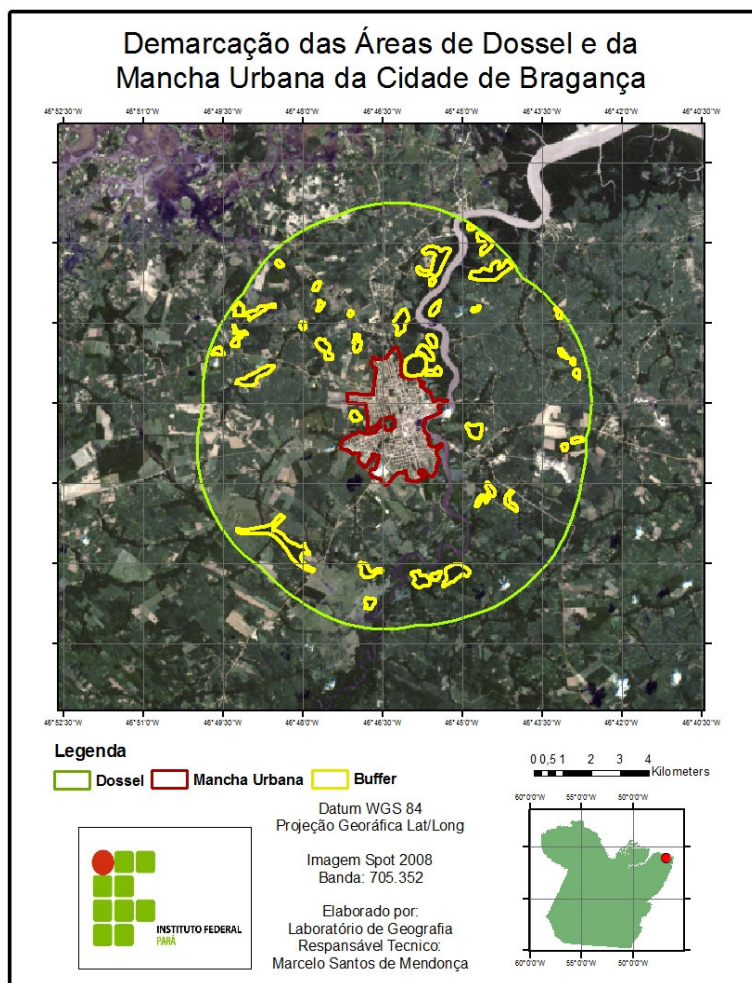 Demarcação das Áreas de Dossel e da
Mancha Urbana da Cidade de Bragança
46°52'30"W 46°51'0"W 46°49'30"W 46°48'0"W 46°46'30"W 46°45'0"W 46°43'30"W 46°42'0"W 46°40'30"W
46°52'30"W 46°51'0"W 46°49'30"W 46°48'0"W 46°46'30"W 46°45'0"W 46°43'30"W 46°42'0"W 46°40'30"W
Legenda
Dossel Mancha Urbana Buffer
0 0,5 1 2 3 4
Kilometers
Datum WGS 84
Projeção Georáfica Lat/Long
Imagem Spot 2008
Banda: 705.352
Elaborado por:
Laboratório de Geografia
Respansável Tecnico:
Marcelo Santos de Mendonça
INSTITUTO FEDERAL
PARÁ
60°0'0"W 55°0'0"W 50°0'0"W
60°0'0"W 55°0'0"W 50°0'0"W